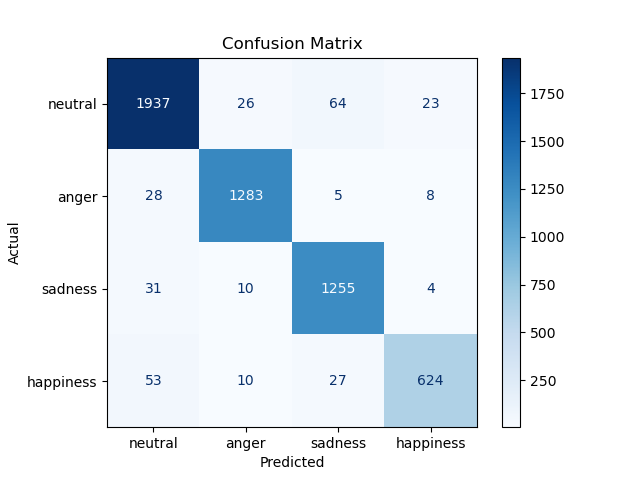 Confusion Matrix
neutral 1937 26 64 23
anger 28 1283 5 8
sadness 31 10 1255 4
happiness 53 10 27 624
neutral anger sadness happiness
Predicted
Actual
1750
1500
1250
1000
750
500
250